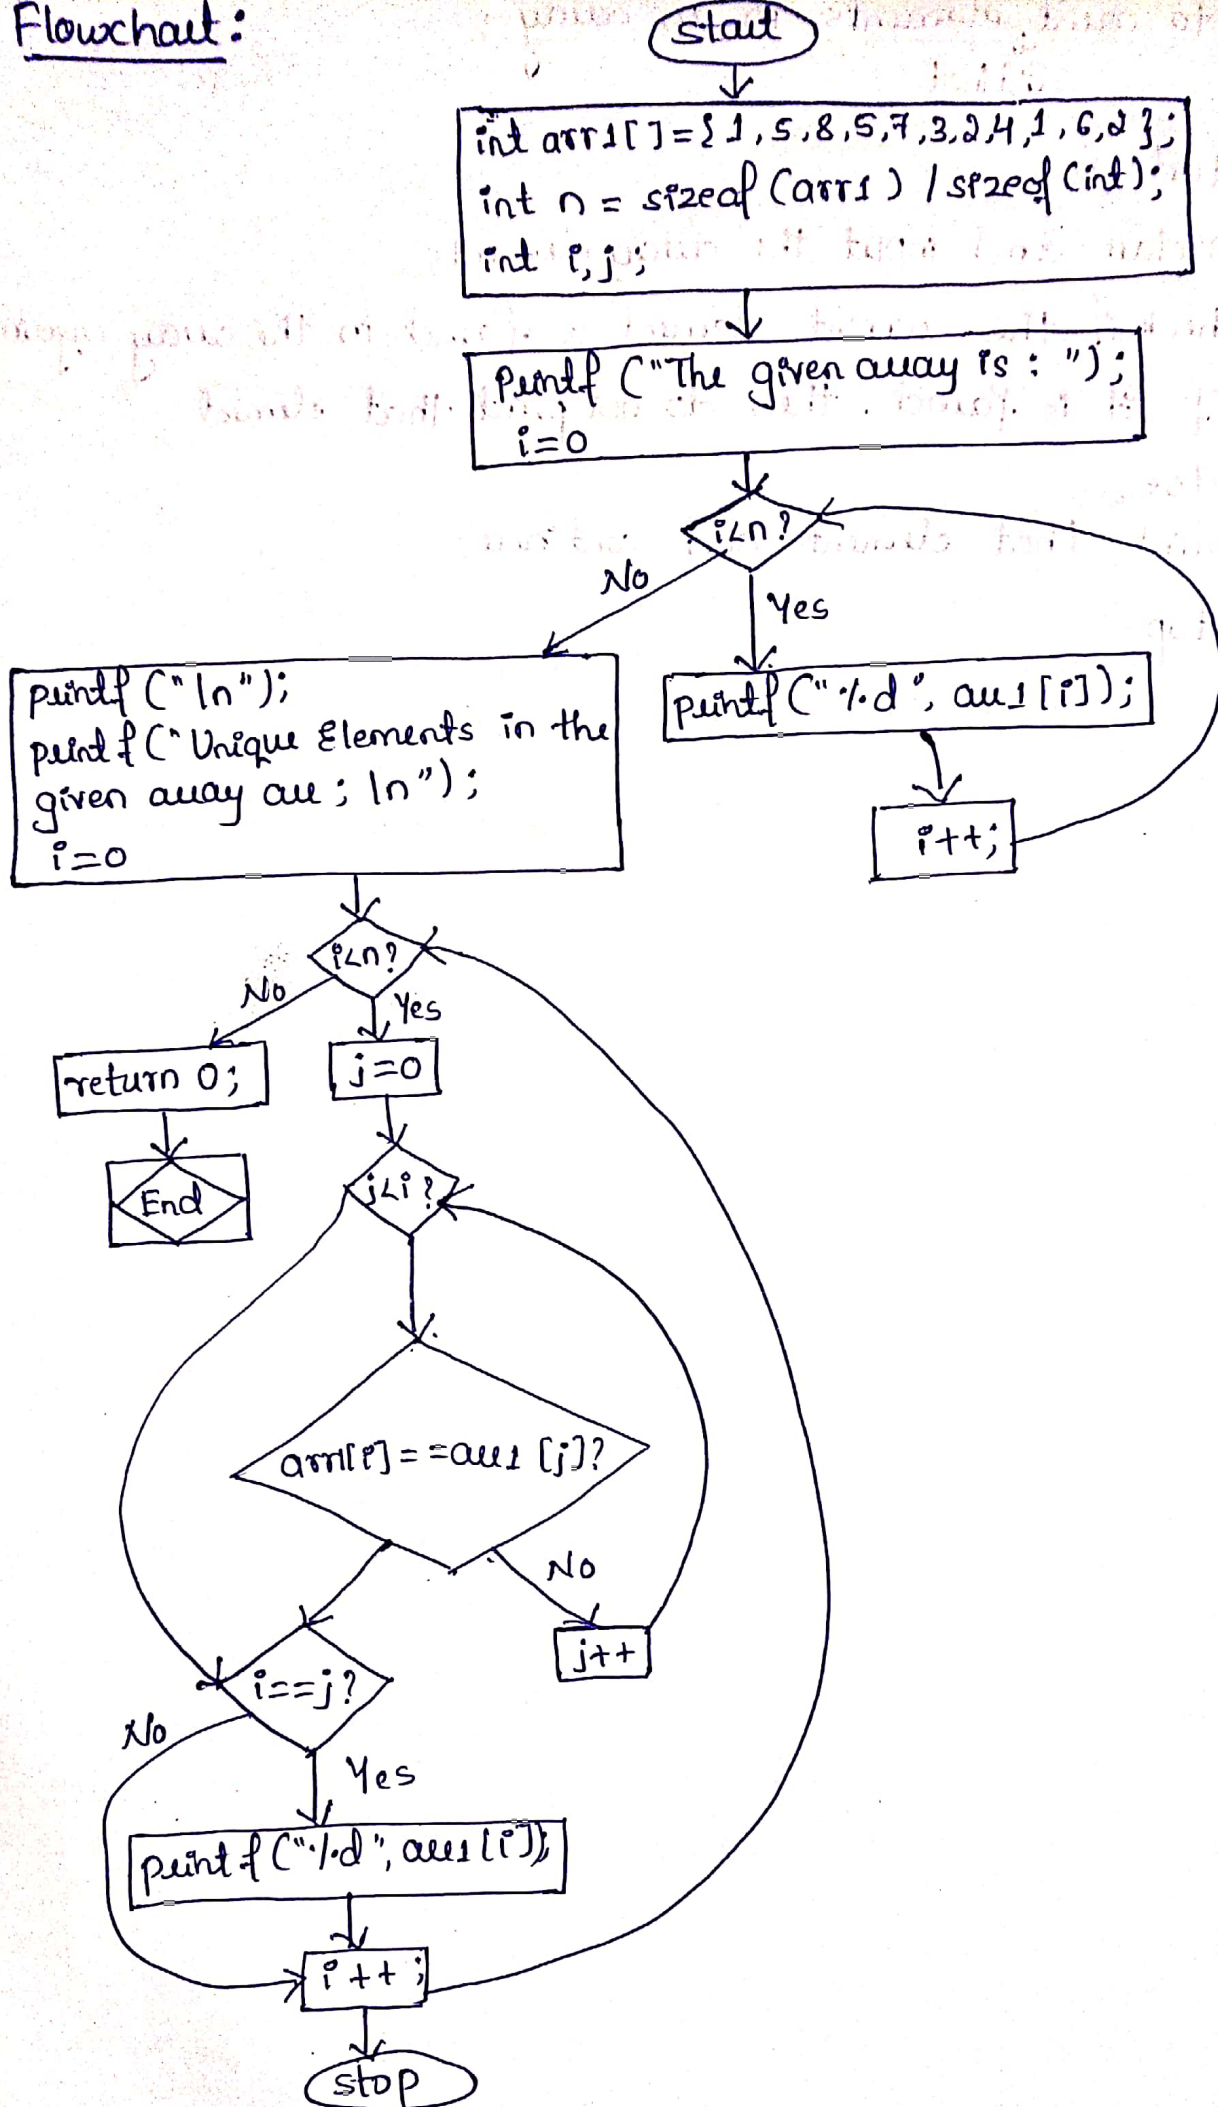 Flowchart:
start
int arr1[]={1,5,8,5,7,3,2,4,1,6,2};
int n = sizeof (arr1) / sizeof (int);
int i,j;
printf ("The given array is : ");
i=0
i<n?
No
Yes
printf ("%d", arr1[i]);
i++;
printf ("\n");
printf ("Unique Elements in the
given array are ; \n");
i=0
i<n?
No
Yes
return 0;
j=0
End
j<i?
arr1[i]==arr1[j]?
No
j++
i==j?
No
Yes
printf ("%d", arr1[i]);
i++;
stop